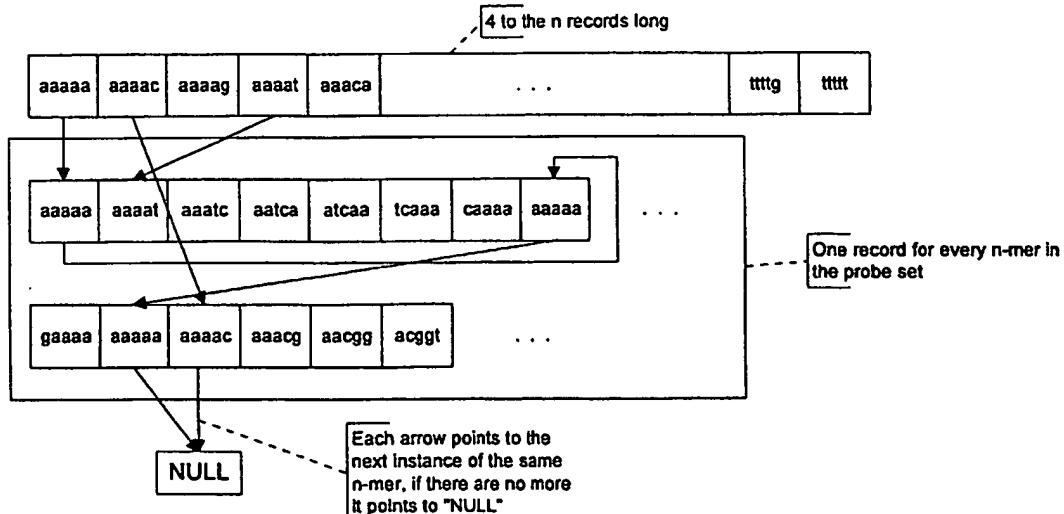 4 to the n records long
aaaaa aaaac aaaag aaaat aaaca . . . ttttg ttttt
aaaaa aaaat aaatc aatca atcaa tcaaa caaaa aaaaa . . .
One record for every n-mer in
the probe set
gaaaa aaaaa aaaac aaacg aacgg acggt . . .
Each arrow points to the
next instance of the same
n-mer, if there are no more
it points to "NULL"
NULL